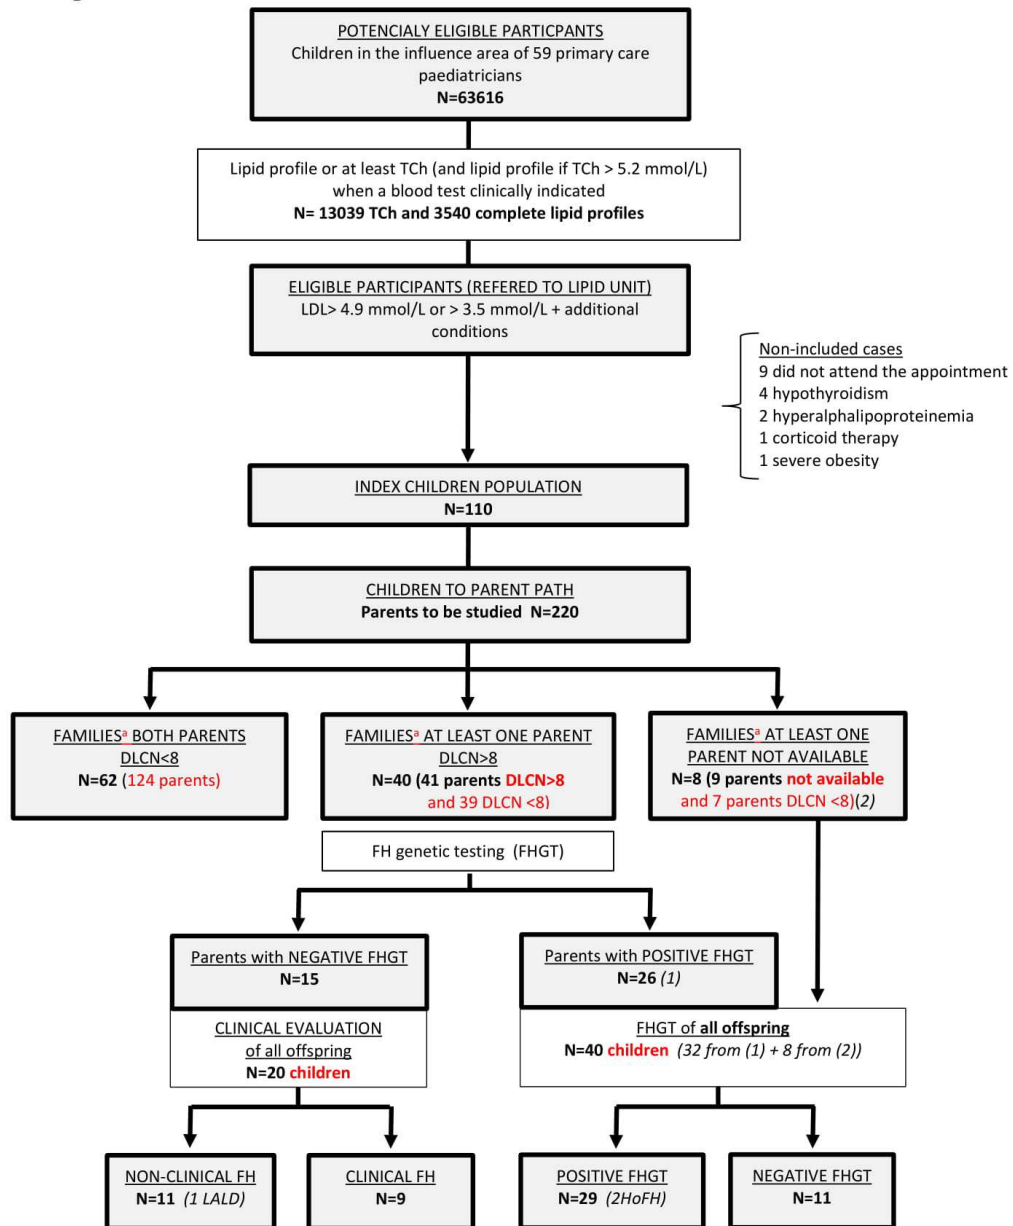 POTENCIALY ELIGIBLE PARTICPANTS
Children in the influence area of 59 primary care
paediatricians
N=63616
Lipid profile or at least TCh (and lipid profile if TCh > 5.2 mmol/L)
when a blood test clinically indicated
N= 13039 TCh and 3540 complete lipid profiles
ELIGIBLE PARTICIPANTS (REFERED TO LIPID UNIT)
LDL> 4.9 mmol/L or > 3.5 mmol/L + additional
conditions
Non-included cases
9 did not attend the appointment
4 hypothyroidism
2 hyperalphalipoproteinemia
1 corticoid therapy
1 severe obesity
INDEX CHILDREN POPULATION
N=110
CHILDREN TO PARENT PATH
Parents to be studied N=220
FAMILIESª BOTH PARENTS
DLCN<8
N=62 (124 parents)
FAMILIESª AT LEAST ONE PARENT
DLCN>8
N=40 (41 parents DLCN>8
and 39 DLCN <8)
FAMILIESª AT LEAST ONE
PARENT NOT AVAILABLE
N=8 (9 parents not available
and 7 parents DLCN <8)(2)
FH genetic testing (FHGT)
Parents with NEGATIVE FHGT
N=15
Parents with POSITIVE FHGT
N=26 (1)
CLINICAL EVALUATION
of all offspring
N=20 children
FHGT of all offspring
N=40 children (32 from (1) + 8 from (2))
NON-CLINICAL FH
N=11 (1 LALD)
CLINICAL FH
N=9
POSITIVE FHGT
N=29 (2HoFH)
NEGATIVE FHGT
N=11